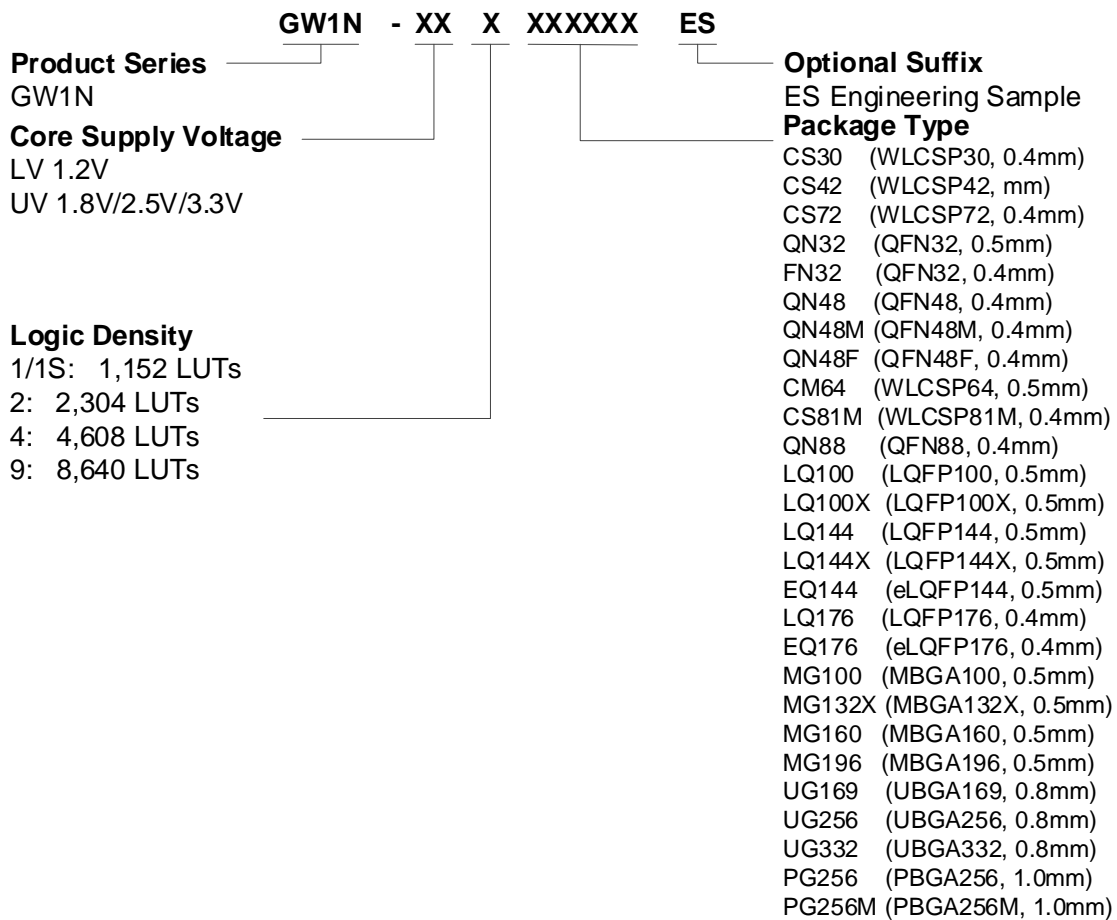 GW1N - XX X XXXXXX ES
Product Series
GW1N
Core Supply Voltage
LV 1.2V
UV 1.8V/2.5V/3.3V
Logic Density
1/1S: 1,152 LUTs
2: 2,304 LUTs
4: 4,608 LUTs
9: 8,640 LUTs
Optional Suffix
ES Engineering Sample
Package Type
CS30 (WLCSP30, 0.4mm)
CS42 (WLCSP42, mm)
CS72 (WLCSP72, 0.4mm)
QN32 (QFN32, 0.5mm)
FN32 (QFN32, 0.4mm)
QN48 (QFN48, 0.4mm)
QN48M (QFN48M, 0.4mm)
QN48F (QFN48F, 0.4mm)
CM64 (WLCSP64, 0.5mm)
CS81M (WLCSP81M, 0.4mm)
QN88 (QFN88, 0.4mm)
LQ100 (LQFP100, 0.5mm)
LQ100X (LQFP100X, 0.5mm)
LQ144 (LQFP144, 0.5mm)
LQ144X (LQFP144X, 0.5mm)
EQ144 (eLQFP144, 0.5mm)
LQ176 (LQFP176, 0.4mm)
EQ176 (eLQFP176, 0.4mm)
MG100 (MBGA100, 0.5mm)
MG132X (MBGA132X, 0.5mm)
MG160 (MBGA160, 0.5mm)
MG196 (MBGA196, 0.5mm)
UG169 (UBGA169, 0.8mm)
UG256 (UBGA256, 0.8mm)
UG332 (UBGA332, 0.8mm)
PG256 (PBGA256, 1.0mm)
PG256M (PBGA256M, 1.0mm)